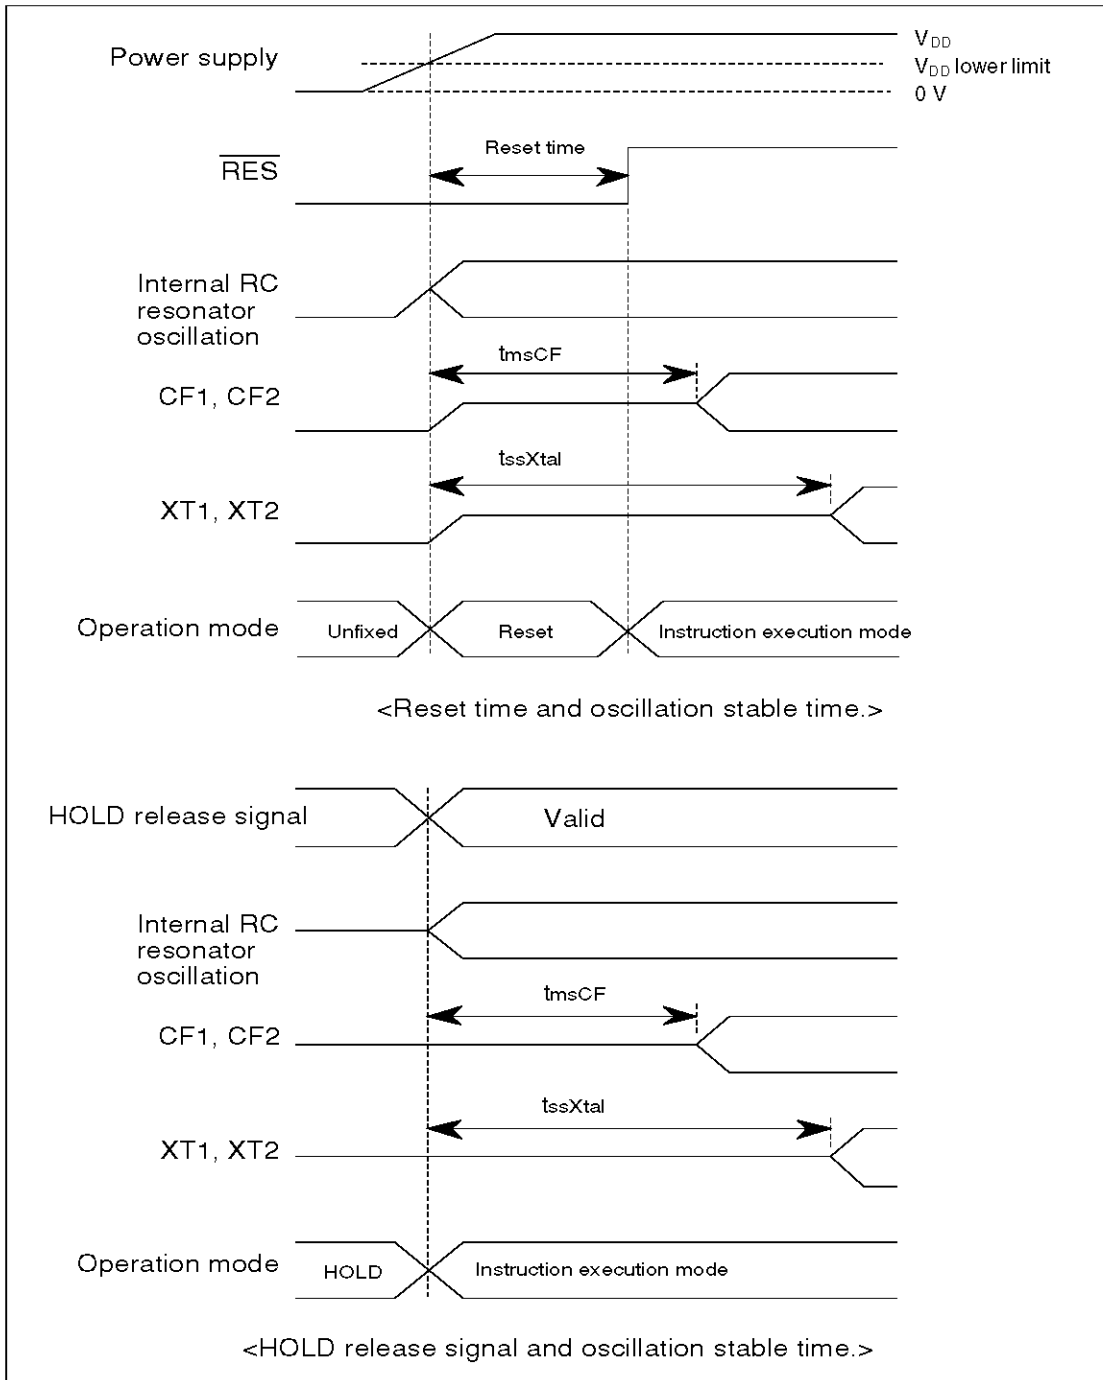 Power supply
VDD
VDD lower limit
0 V
RES
Reset time
Internal RC
resonator
oscillation
tmsCF
CF1, CF2
tssXtal
XT1, XT2
Operation mode
Unfixed
Reset
Instruction execution mode
<Reset time and oscillation stable time.>
HOLD release signal
Valid
Internal RC
resonator
oscillation
tmsCF
CF1, CF2
tssXtal
XT1, XT2
Operation mode
HOLD
Instruction execution mode
<HOLD release signal and oscillation stable time.>